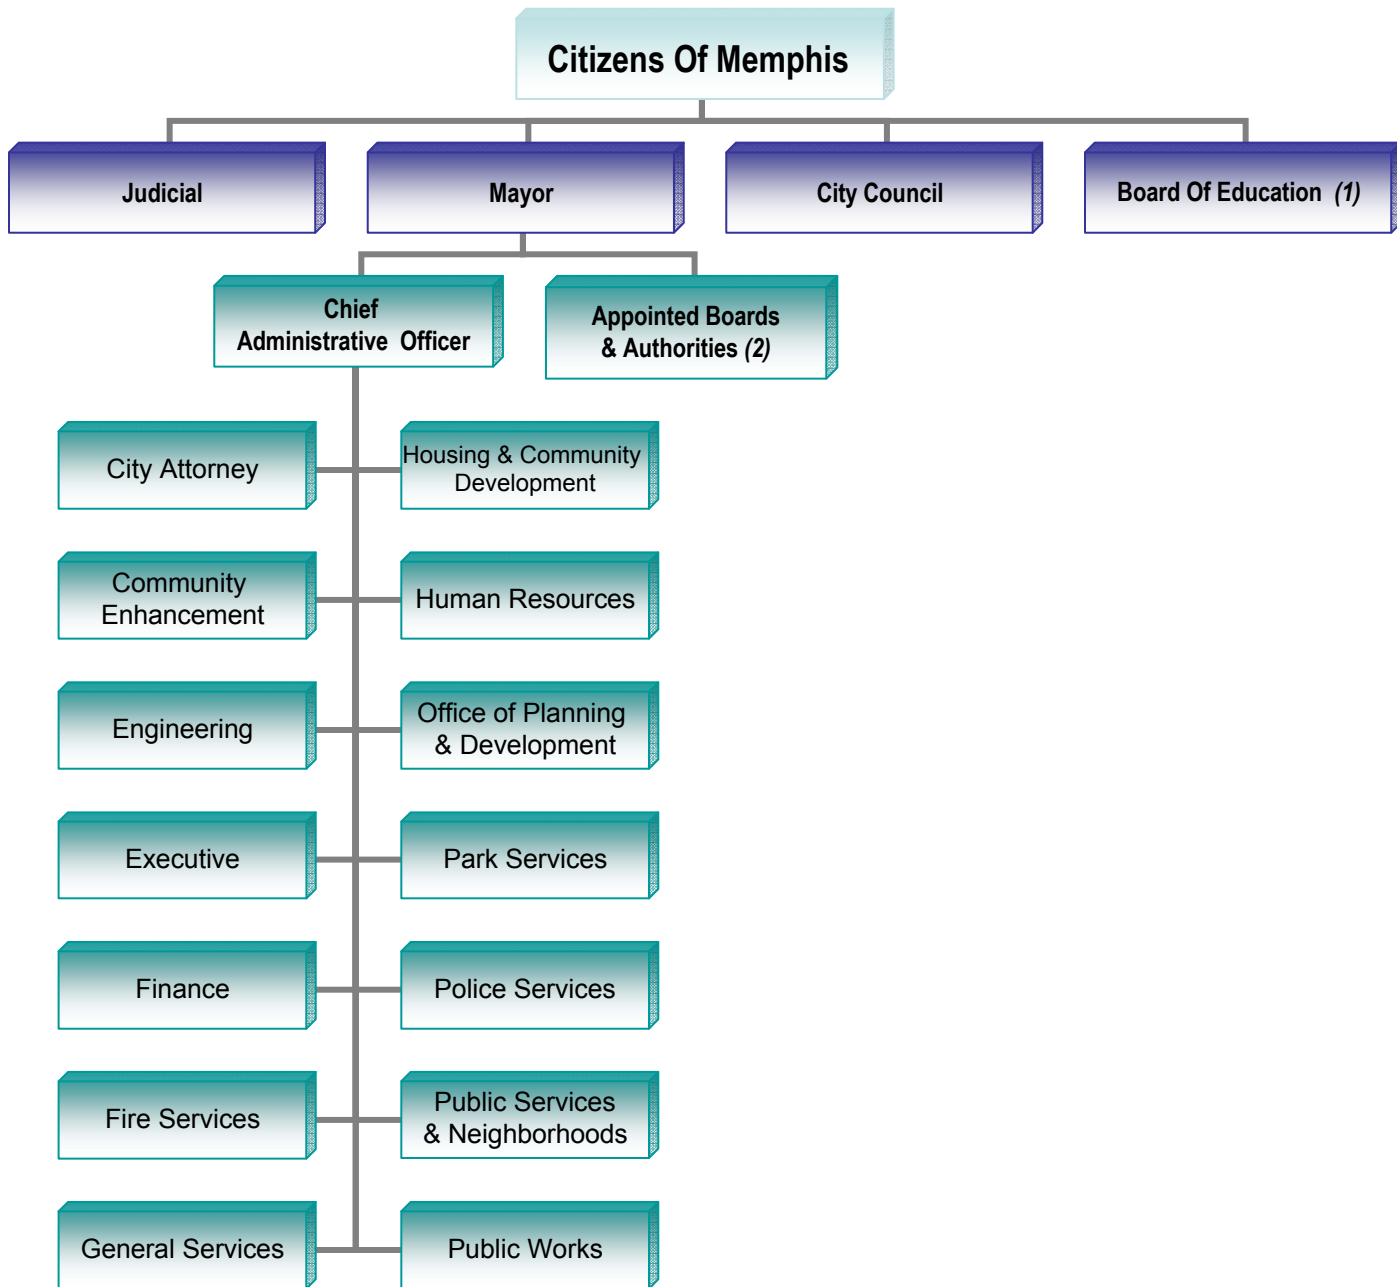 Citizens Of Memphis
Judicial
Mayor
City Council
Board Of Education (1)
Chief
Administrative Officer
Appointed Boards
& Authorities (2)
City Attorney
Housing & Community
Development
Community
Enhancement
Human Resources
Engineering
Office of Planning
& Development
Executive
Park Services
Finance
Police Services
Fire Services
Public Services
& Neighborhoods
General Services
Public Works